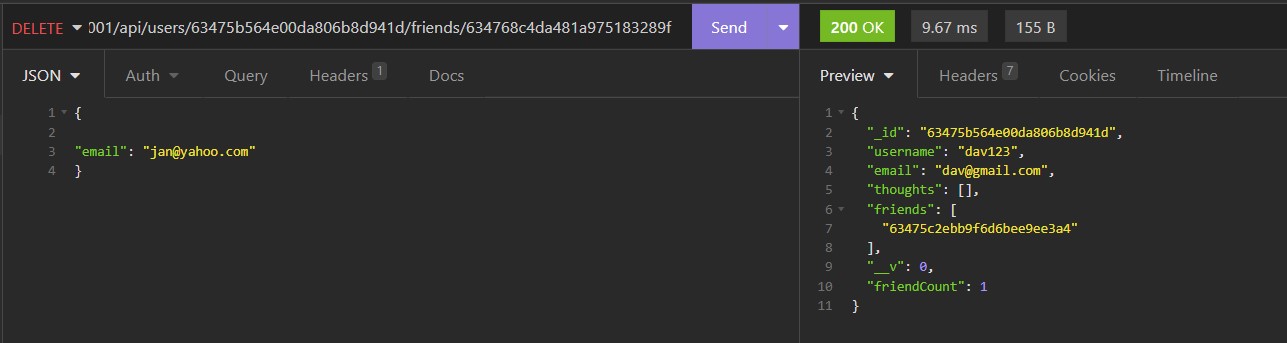 DELETE 001/api/users/63475b564e00da806b8d941d/friends/634768c4da481a975183289f Send 200 OK 9.67 ms 155 B
JSON Auth Query Headers 1 Docs
1 {
2
3 "email": "jan@yahoo.com"
4 }
Preview Headers 7 Cookies Timeline
1 {
2 "_id": "63475b564e00da806b8d941d",
3 "username": "dav123",
4 "email": "dav@gmail.com",
5 "thoughts": [],
6 "friends": [
7 "63475c2ebb9f6d6bee9ee3a4"
8 ],
9 "__v": 0,
10 "friendCount": 1
11 }